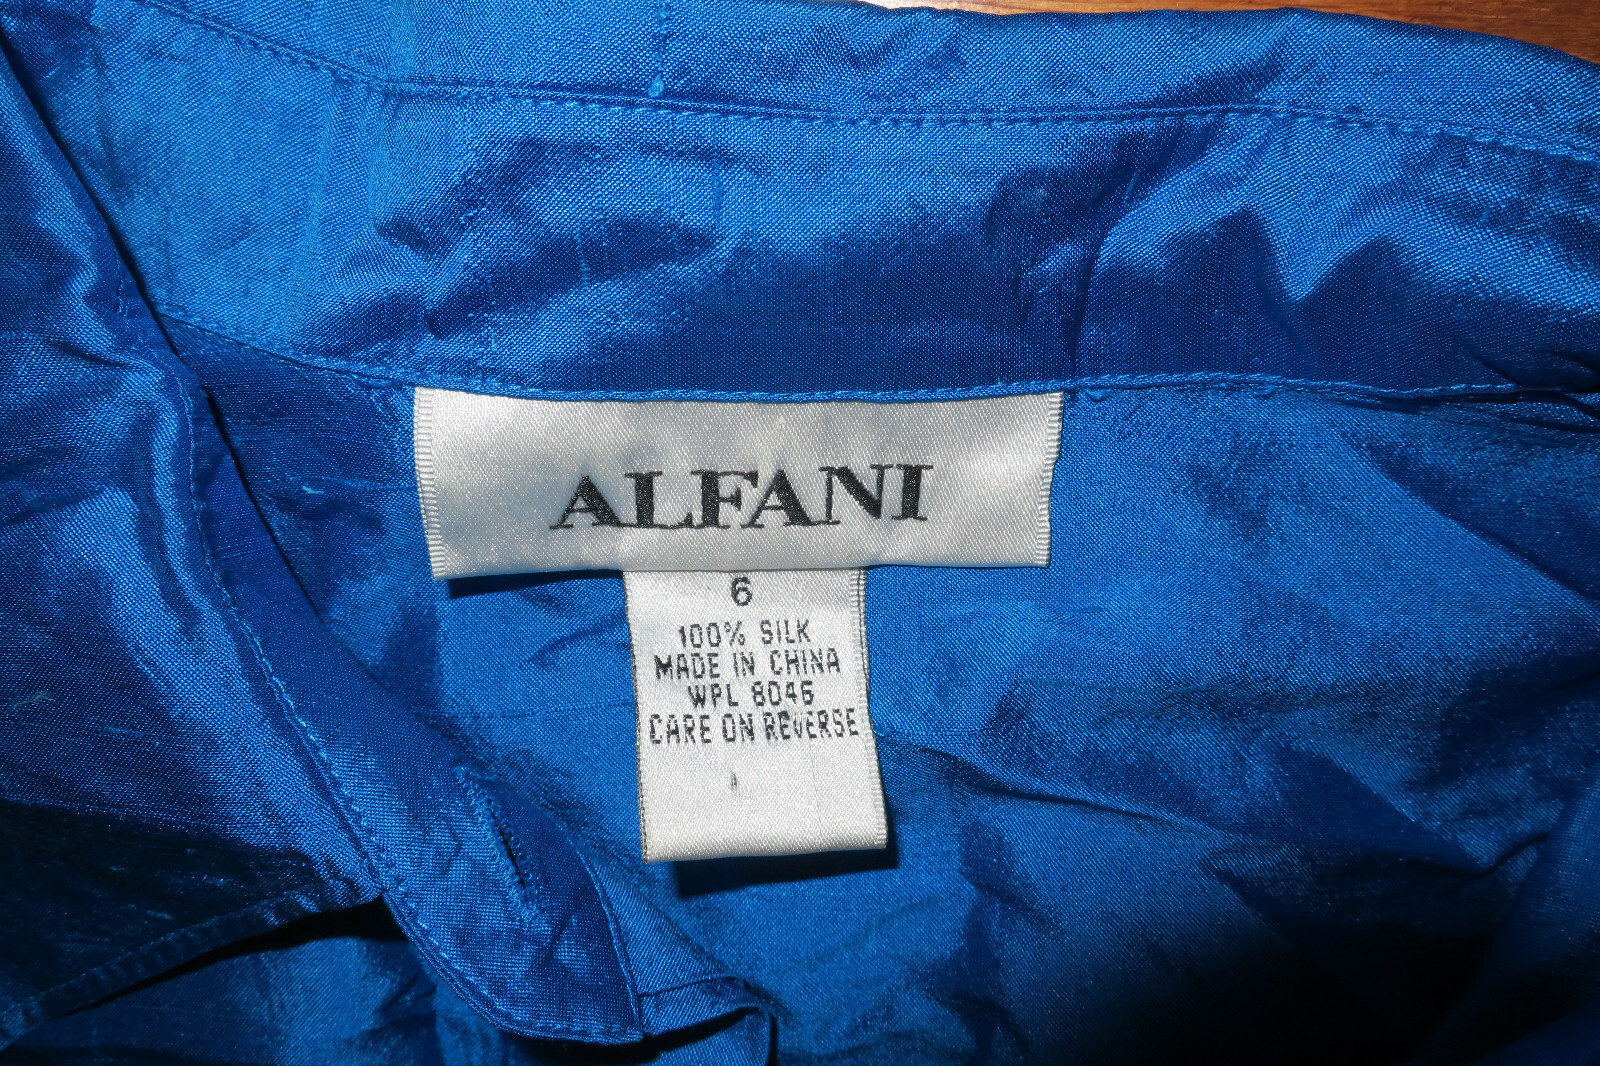 ALFANI
6
100% SILK
MADE IN CHINA
WPL 8046
CARE ON REVERSE